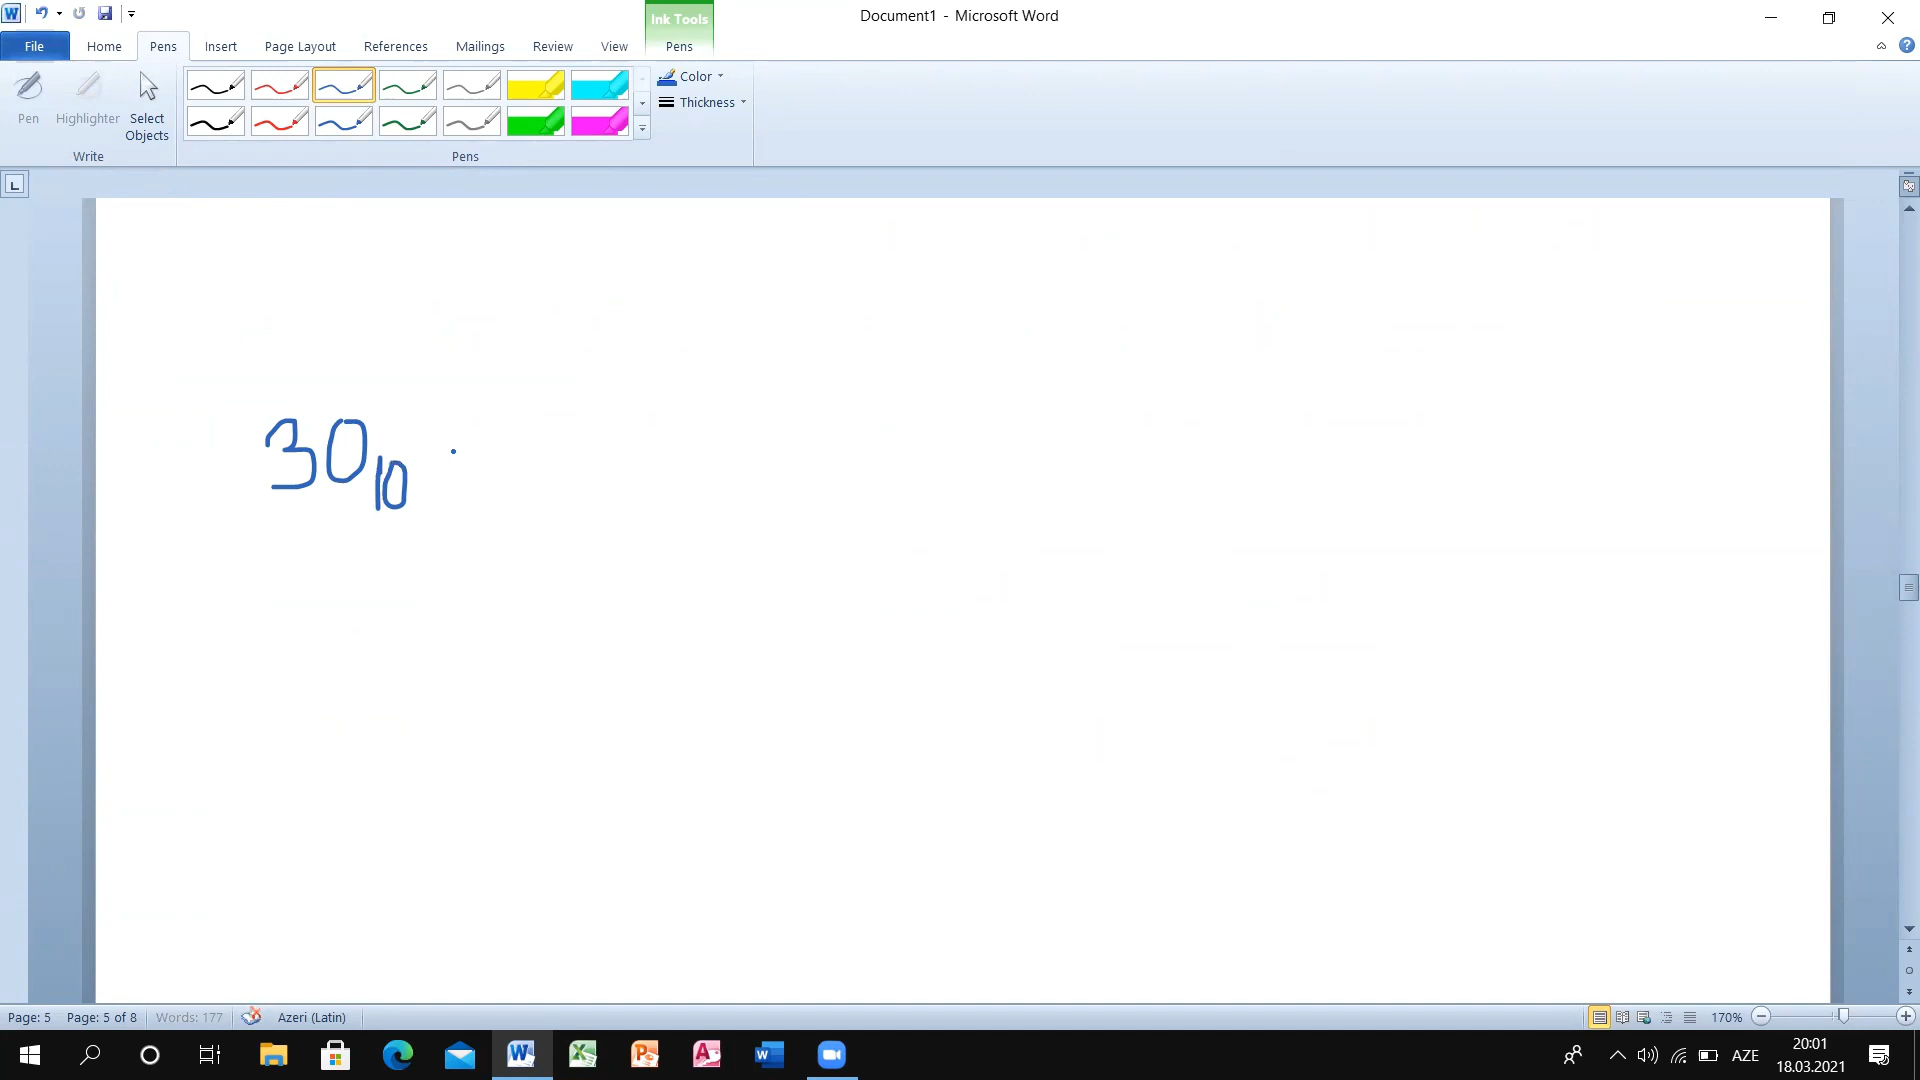 Document1 - Microsoft Word
Ink Tools
File Home Pens Insert Page Layout References Mailings Review View Pens
Pen Highlighter Select Objects
Color
Thickness
Write Pens
30₁₀
Page: 5 Page: 5 of 8 Words: 177 Azeri (Latin) 170%
AZE
20:01
18.03.2021